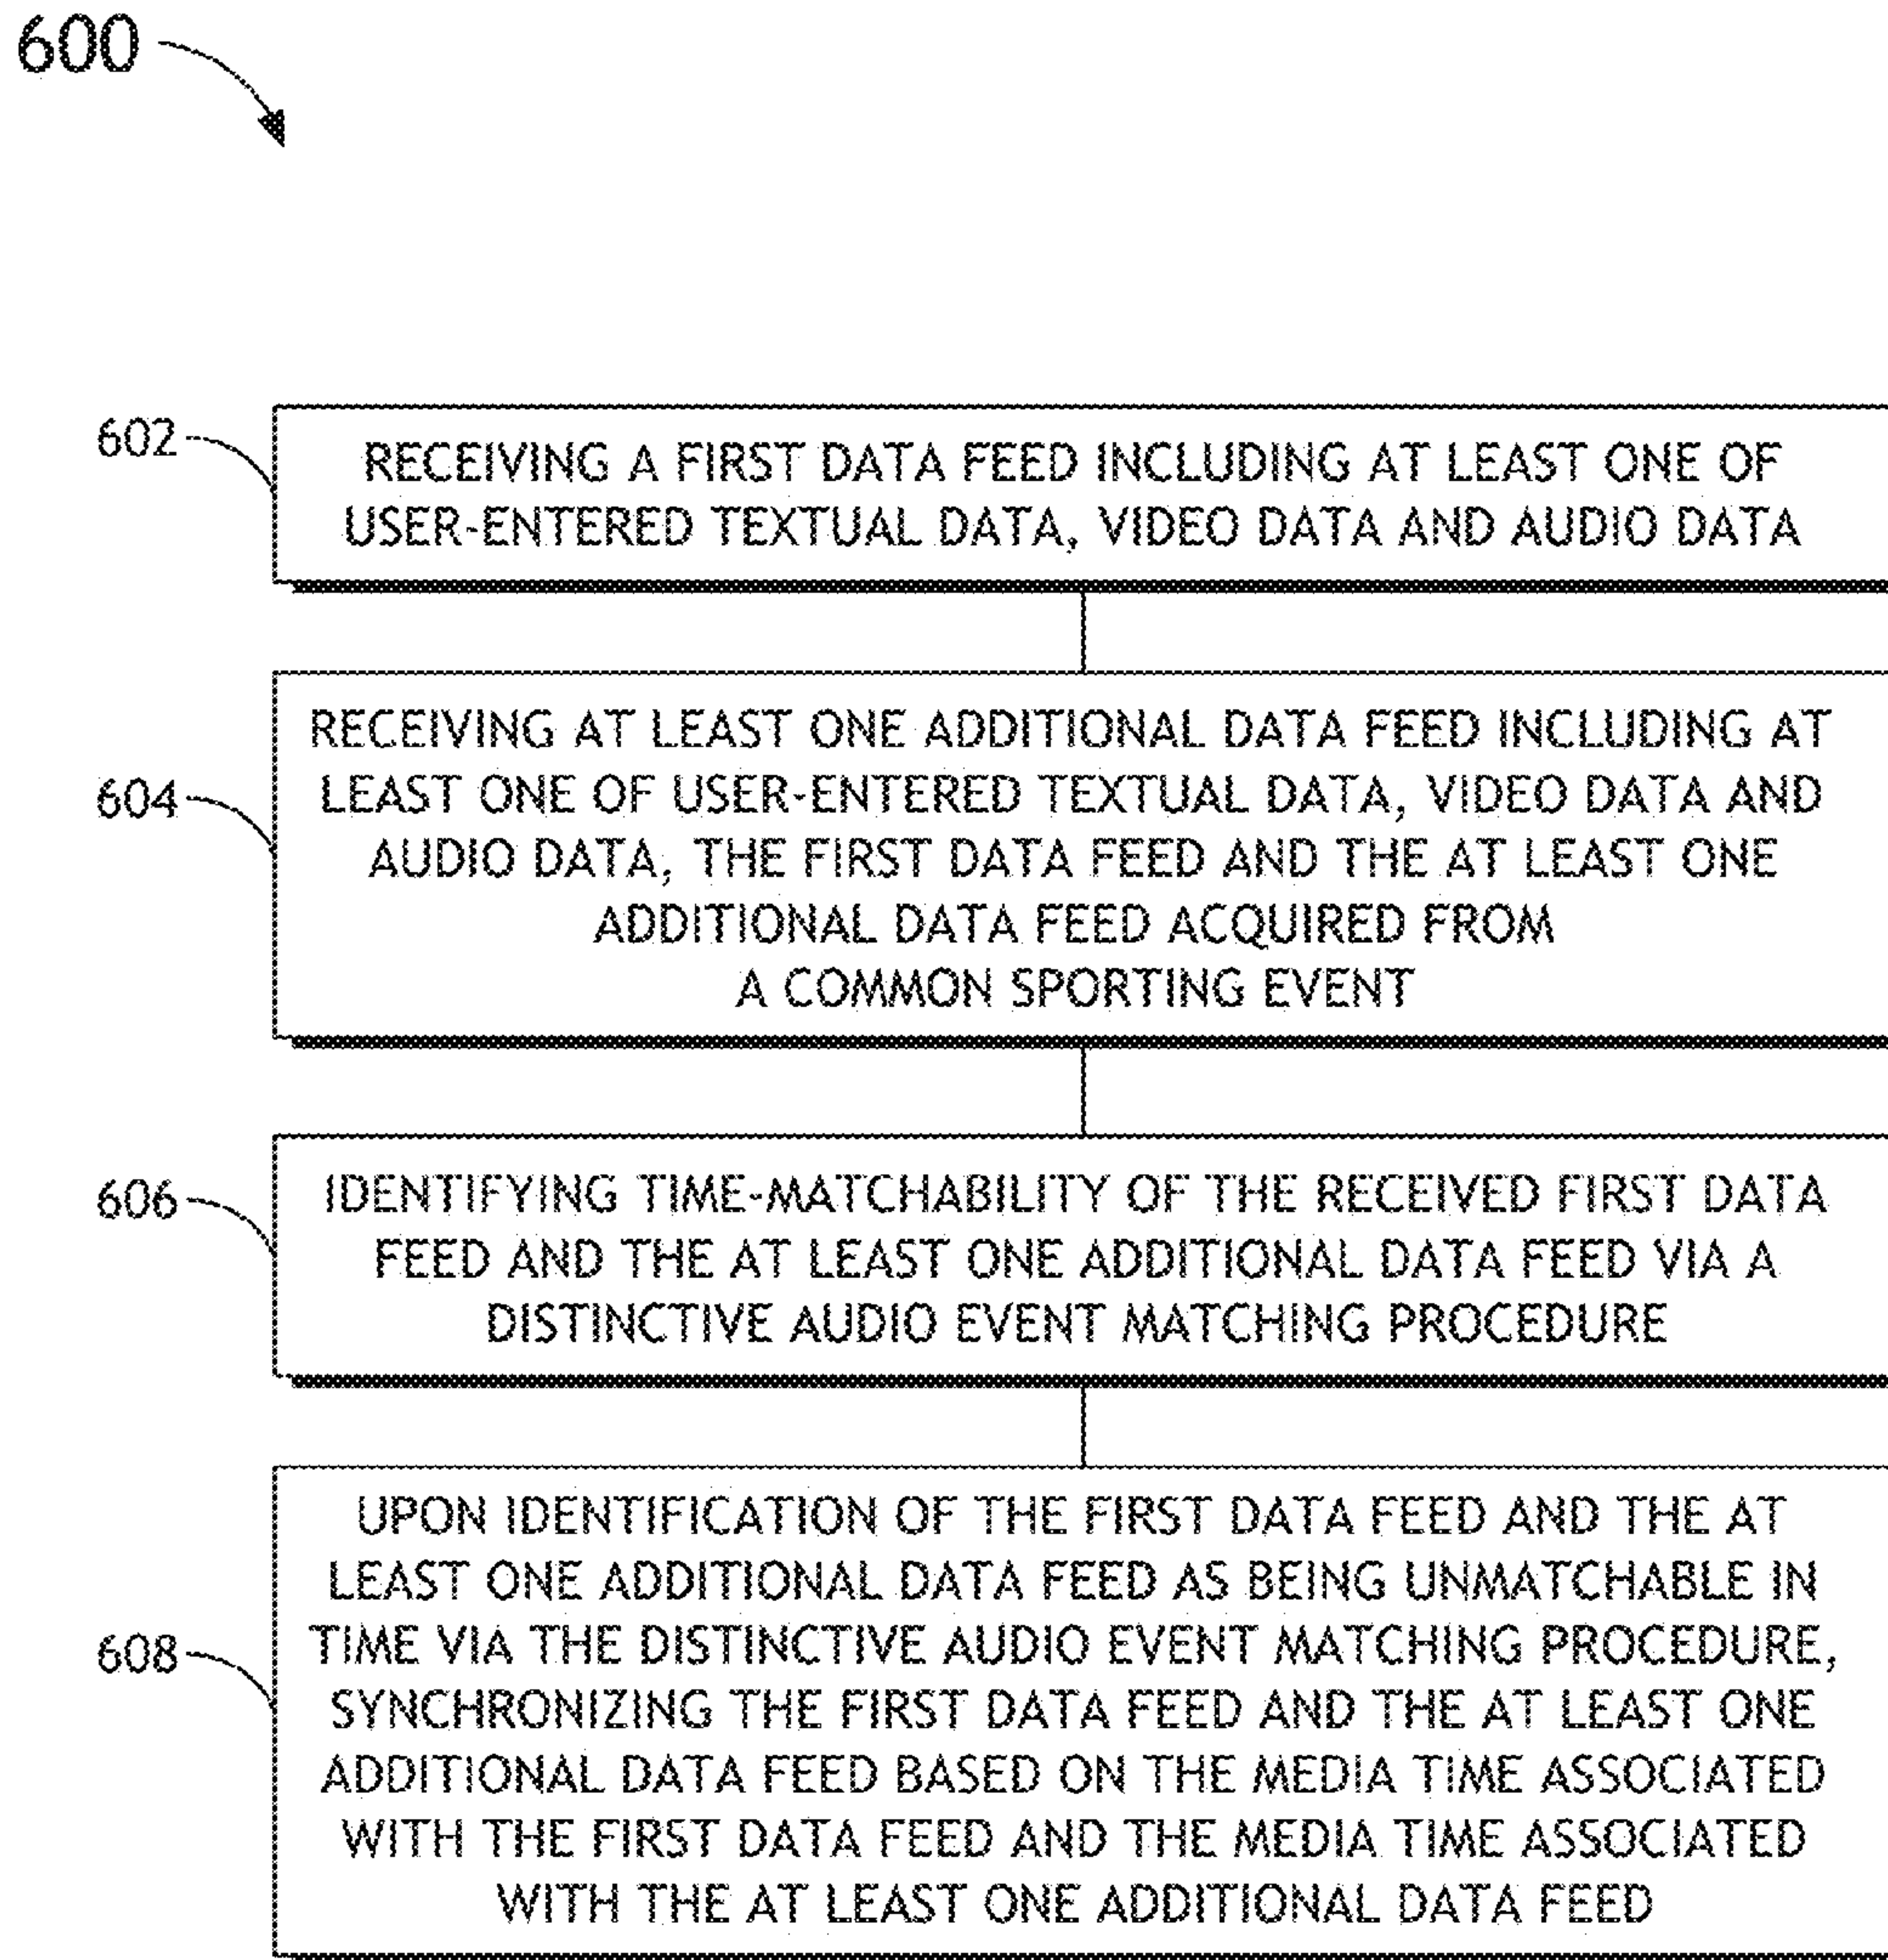 600
602
RECEIVING A FIRST DATA FEED INCLUDING AT LEAST ONE OF
USER-ENTERED TEXTUAL DATA, VIDEO DATA AND AUDIO DATA
604
RECEIVING AT LEAST ONE ADDITIONAL DATA FEED INCLUDING AT
LEAST ONE OF USER-ENTERED TEXTUAL DATA, VIDEO DATA AND
AUDIO DATA, THE FIRST DATA FEED AND THE AT LEAST ONE
ADDITIONAL DATA FEED ACQUIRED FROM
A COMMON SPORTING EVENT
606
IDENTIFYING TIME-MATCHABILITY OF THE RECEIVED FIRST DATA
FEED AND THE AT LEAST ONE ADDITIONAL DATA FEED VIA A
DISTINCTIVE AUDIO EVENT MATCHING PROCEDURE
608
UPON IDENTIFICATION OF THE FIRST DATA FEED AND THE AT
LEAST ONE ADDITIONAL DATA FEED AS BEING UNMATCHABLE IN
TIME VIA THE DISTINCTIVE AUDIO EVENT MATCHING PROCEDURE,
SYNCHRONIZING THE FIRST DATA FEED AND THE AT LEAST ONE
ADDITIONAL DATA FEED BASED ON THE MEDIA TIME ASSOCIATED
WITH THE FIRST DATA FEED AND THE MEDIA TIME ASSOCIATED
WITH THE AT LEAST ONE ADDITIONAL DATA FEED